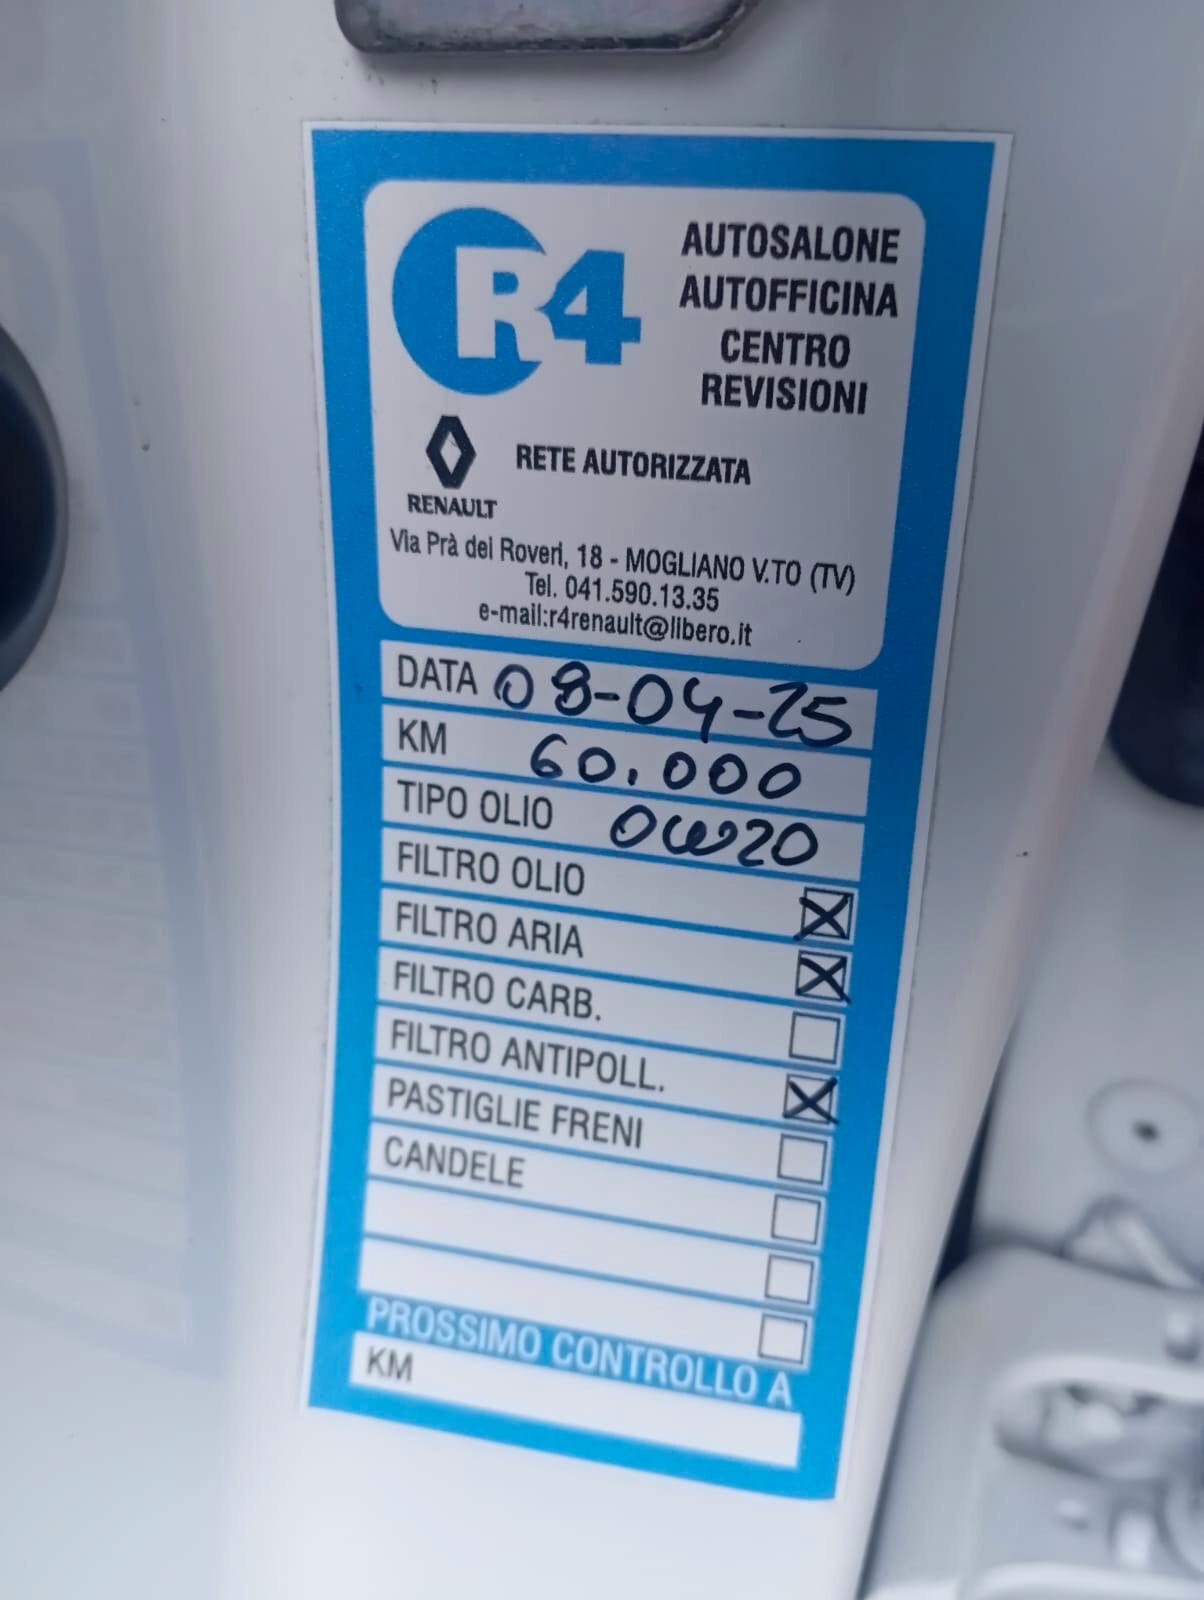 R4
AUTOSALONE
AUTOFFICINA
CENTRO
REVISIONI
RENAULT
RETE AUTORIZZATA
Via Prà dei Roveri, 18 - MOGLIANO V.TO (TV)
Tel. 041.590.13.35
e-mail:r4renault@libero.it
DATA 08-04-25
KM 60.000
TIPO OLIO 0W20
FILTRO OLIO
FILTRO ARIA
FILTRO CARB.
FILTRO ANTIPOLL.
PASTIGLIE FRENI
CANDELE
PROSSIMO CONTROLLO A
KM